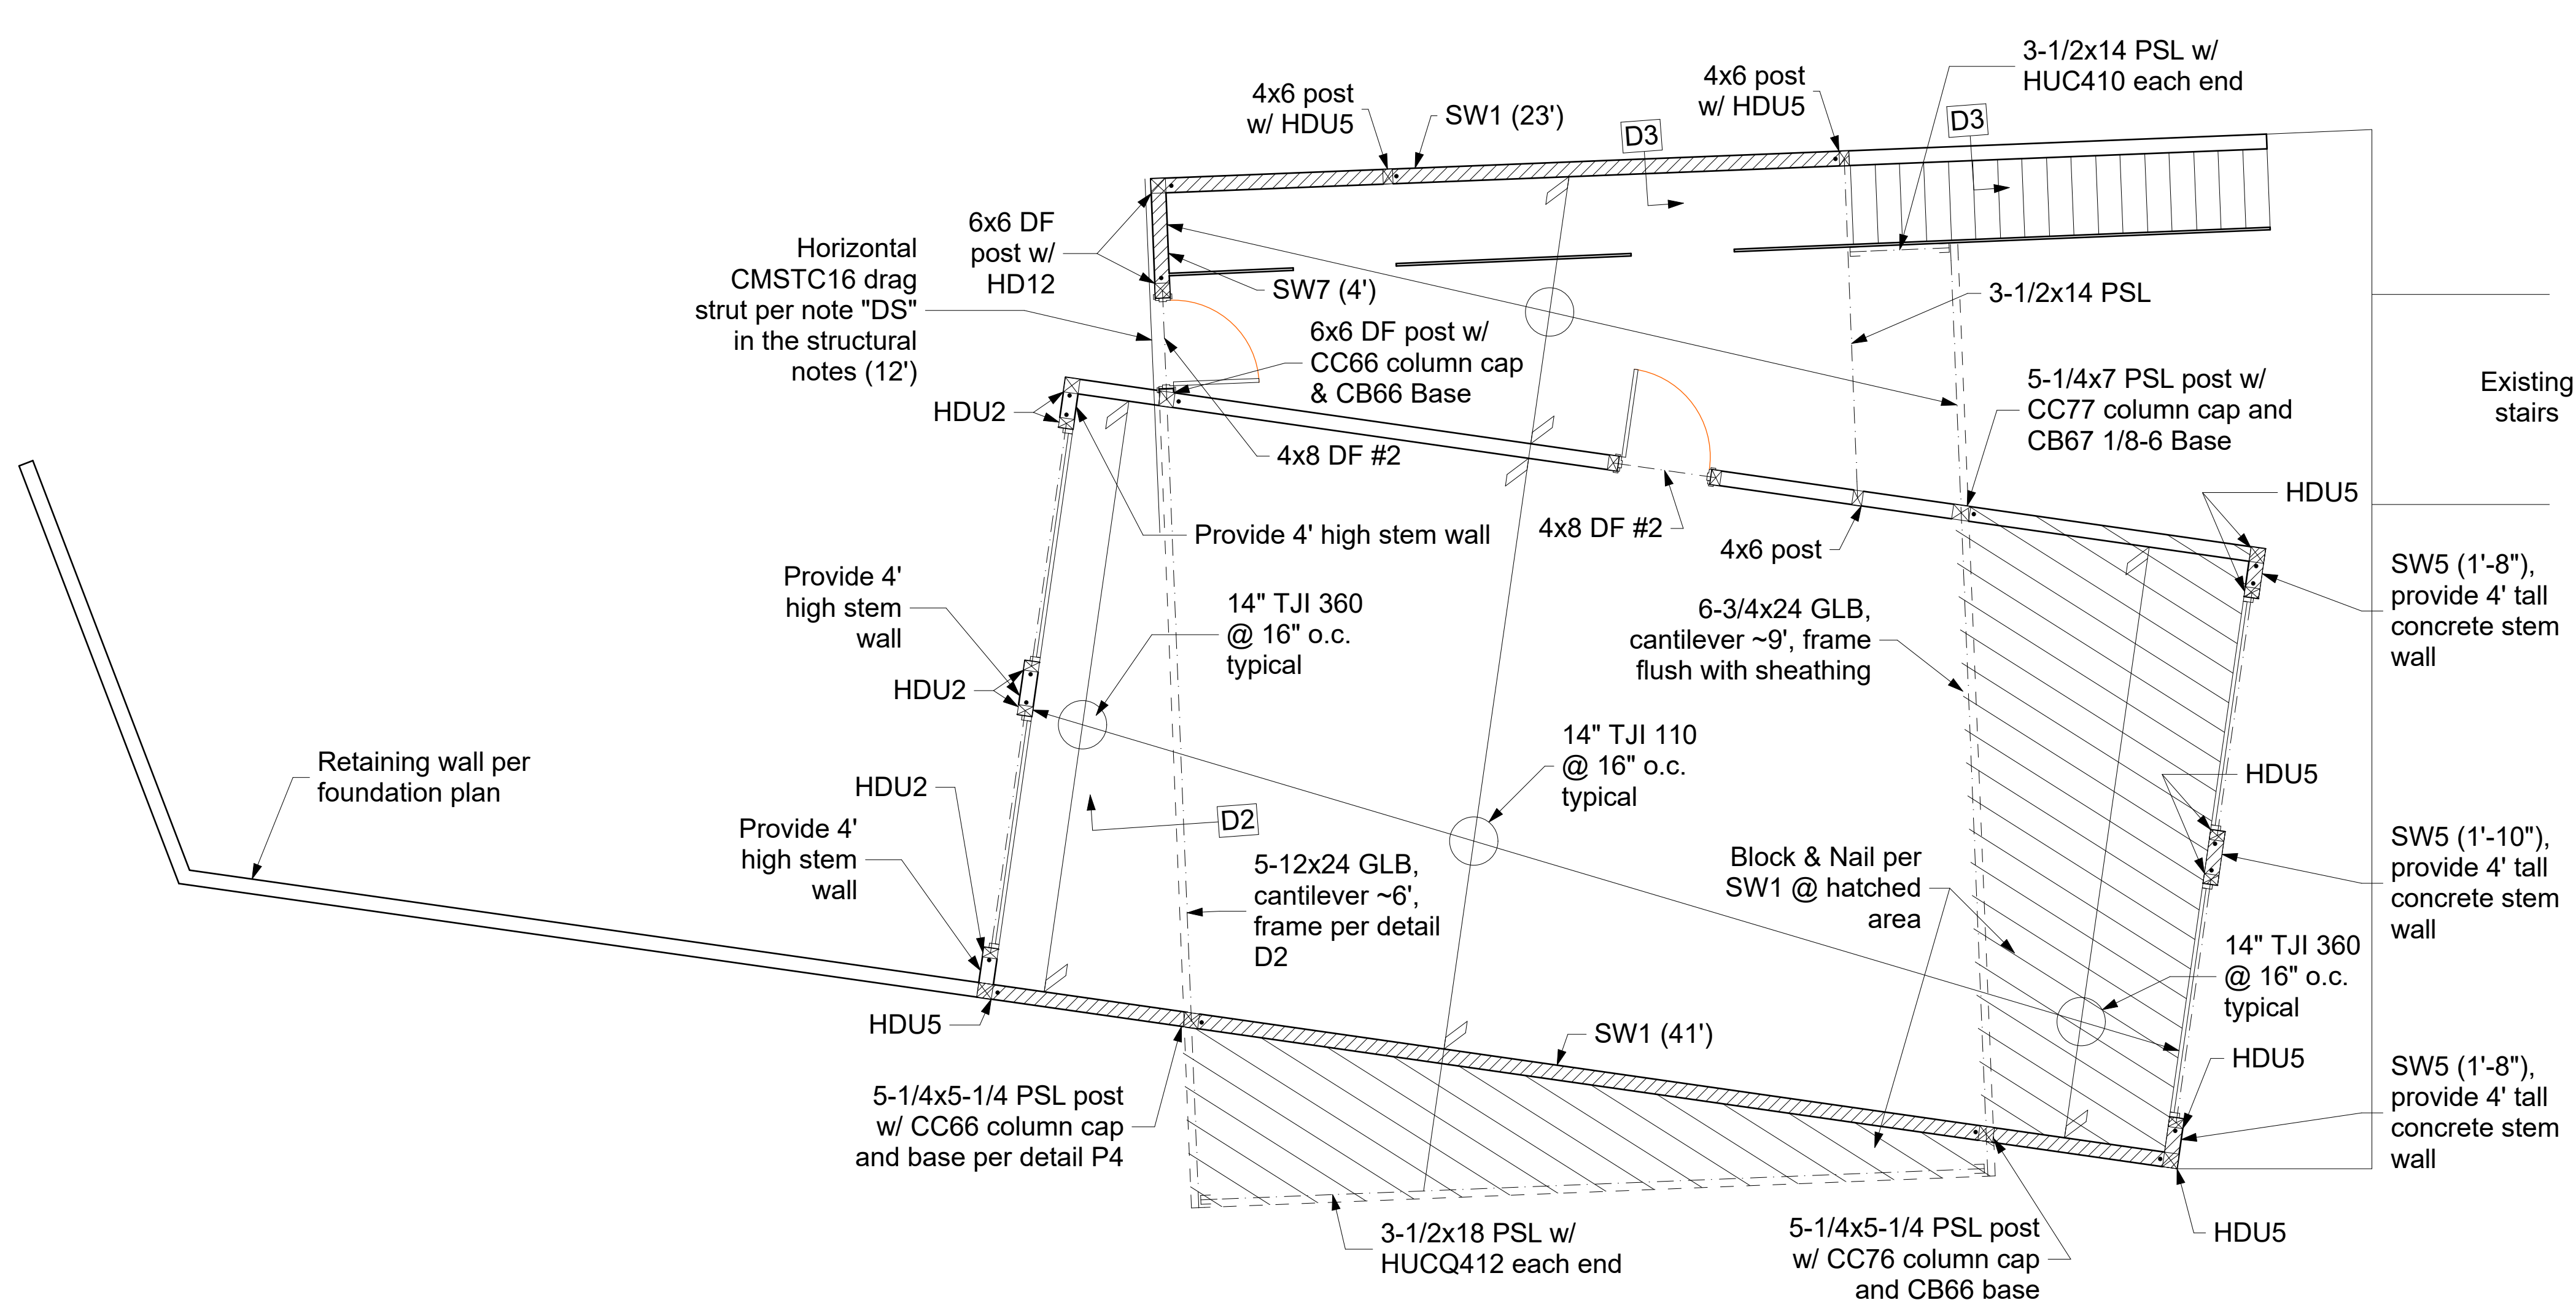 3-1/2x14 PSL w/
HUC410 each end
4x6 post
w/ HDU5
4x6 post
w/ HDU5
SW1 (23')
D3
D3
6x6 DF
post w/
HD12
Horizontal
CMSTC16 drag
strut per note "DS"
in the structural
notes (12')
SW7 (4')
3-1/2x14 PSL
6x6 DF post w/
CC66 column cap
& CB66 Base
5-1/4x7 PSL post w/
CC77 column cap and
CB67 1/8-6 Base
Existing
stairs
HDU2
4x8 DF #2
HDU5
Provide 4' high stem wall
4x8 DF #2
4x6 post
Provide 4'
high stem
wall
14" TJI 360
@ 16" o.c.
typical
6-3/4x24 GLB,
cantilever ~9', frame
flush with sheathing
SW5 (1'-8"),
provide 4' tall
concrete stem
wall
HDU2
Retaining wall per
foundation plan
14" TJI 110
@ 16" o.c.
typical
HDU5
HDU2
Provide 4'
high stem
wall
D2
5-12x24 GLB,
cantilever ~6',
frame per detail
D2
Block & Nail per
SW1 @ hatched
area
SW5 (1'-10"),
provide 4' tall
concrete stem
wall
14" TJI 360
@ 16" o.c.
typical
HDU5
SW1 (41')
HDU5
SW5 (1'-8"),
provide 4' tall
concrete stem
wall
5-1/4x5-1/4 PSL post
w/ CC66 column cap
and base per detail P4
3-1/2x18 PSL w/
HUCQ412 each end
5-1/4x5-1/4 PSL post
w/ CC76 column cap
and CB66 base
HDU5